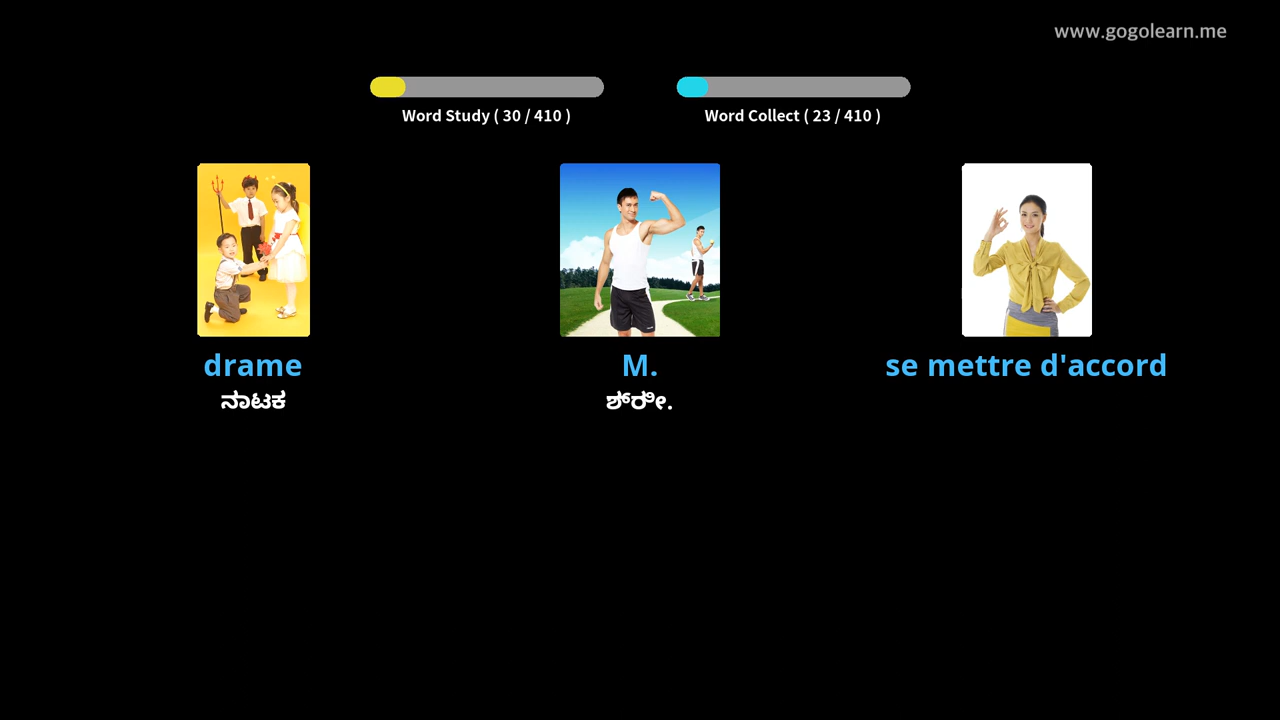 www.gogolearn.me
Word Study ( 30 / 410 )
Word Collect ( 23 / 410 )
drame
M.
se mettre d'accord
ನಾಟಕ
ಶ್ರೀ.